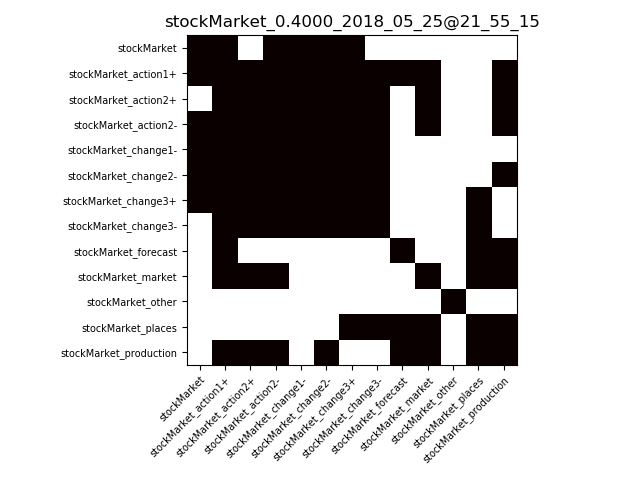 stockMarket_0.4000_2018_05_25@21_55_15
stockMarket
stockMarket_action1+
stockMarket_action2+
stockMarket_action2-
stockMarket_change1-
stockMarket_change2-
stockMarket_change3+
stockMarket_change3-
stockMarket_forecast
stockMarket_market
stockMarket_other
stockMarket_places
stockMarket_production
stockMarket
stockMarket_action1+
stockMarket_action2+
stockMarket_action2-
stockMarket_change1-
stockMarket_change2-
stockMarket_change3+
stockMarket_change3-
stockMarket_forecast
stockMarket_market
stockMarket_other
stockMarket_places
stockMarket_production